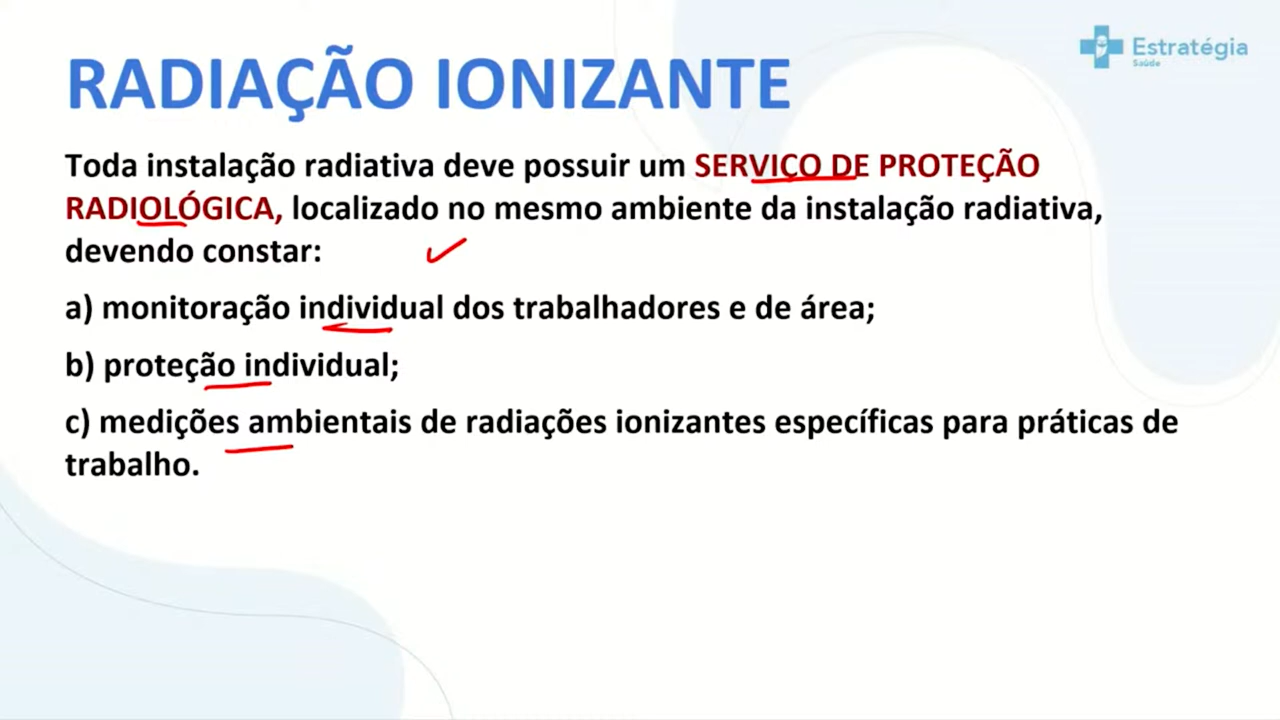 Estratégia
Saúde
RADIAÇÃO IONIZANTE
Toda instalação radiativa deve possuir um SERVIÇO DE PROTEÇÃO
RADIOLÓGICA, localizado no mesmo ambiente da instalação radiativa,
devendo constar:
a) monitoração individual dos trabalhadores e de área;
b) proteção individual;
c) medições ambientais de radiações ionizantes específicas para práticas de
trabalho.